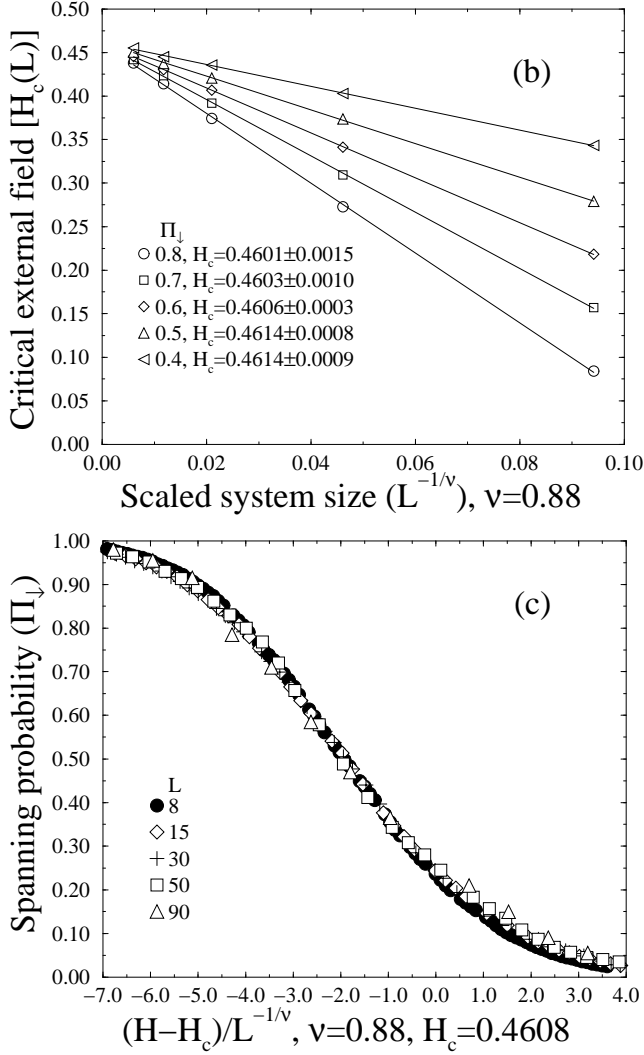 0.50
0.45
0.40
0.35
0.30
0.25
0.20
0.15
0.10
0.05
0.00
Critical external field [H_c(L)]
(b)
Π↓
0.8, H_c=0.4601±0.0015
0.7, H_c=0.4603±0.0010
0.6, H_c=0.4606±0.0003
0.5, H_c=0.4614±0.0008
0.4, H_c=0.4614±0.0009
0.00 0.02 0.04 0.06 0.08 0.10
Scaled system size (L^{-1/ν}), ν=0.88
1.00
0.90
0.80
0.70
0.60
0.50
0.40
0.30
0.20
0.10
0.00
Spanning probability (Π↓)
(c)
L
8
15
30
50
90
-7.0 -6.0 -5.0 -4.0 -3.0 -2.0 -1.0 0.0 1.0 2.0 3.0 4.0
(H-H_c)/L^{-1/ν}, ν=0.88, H_c=0.4608